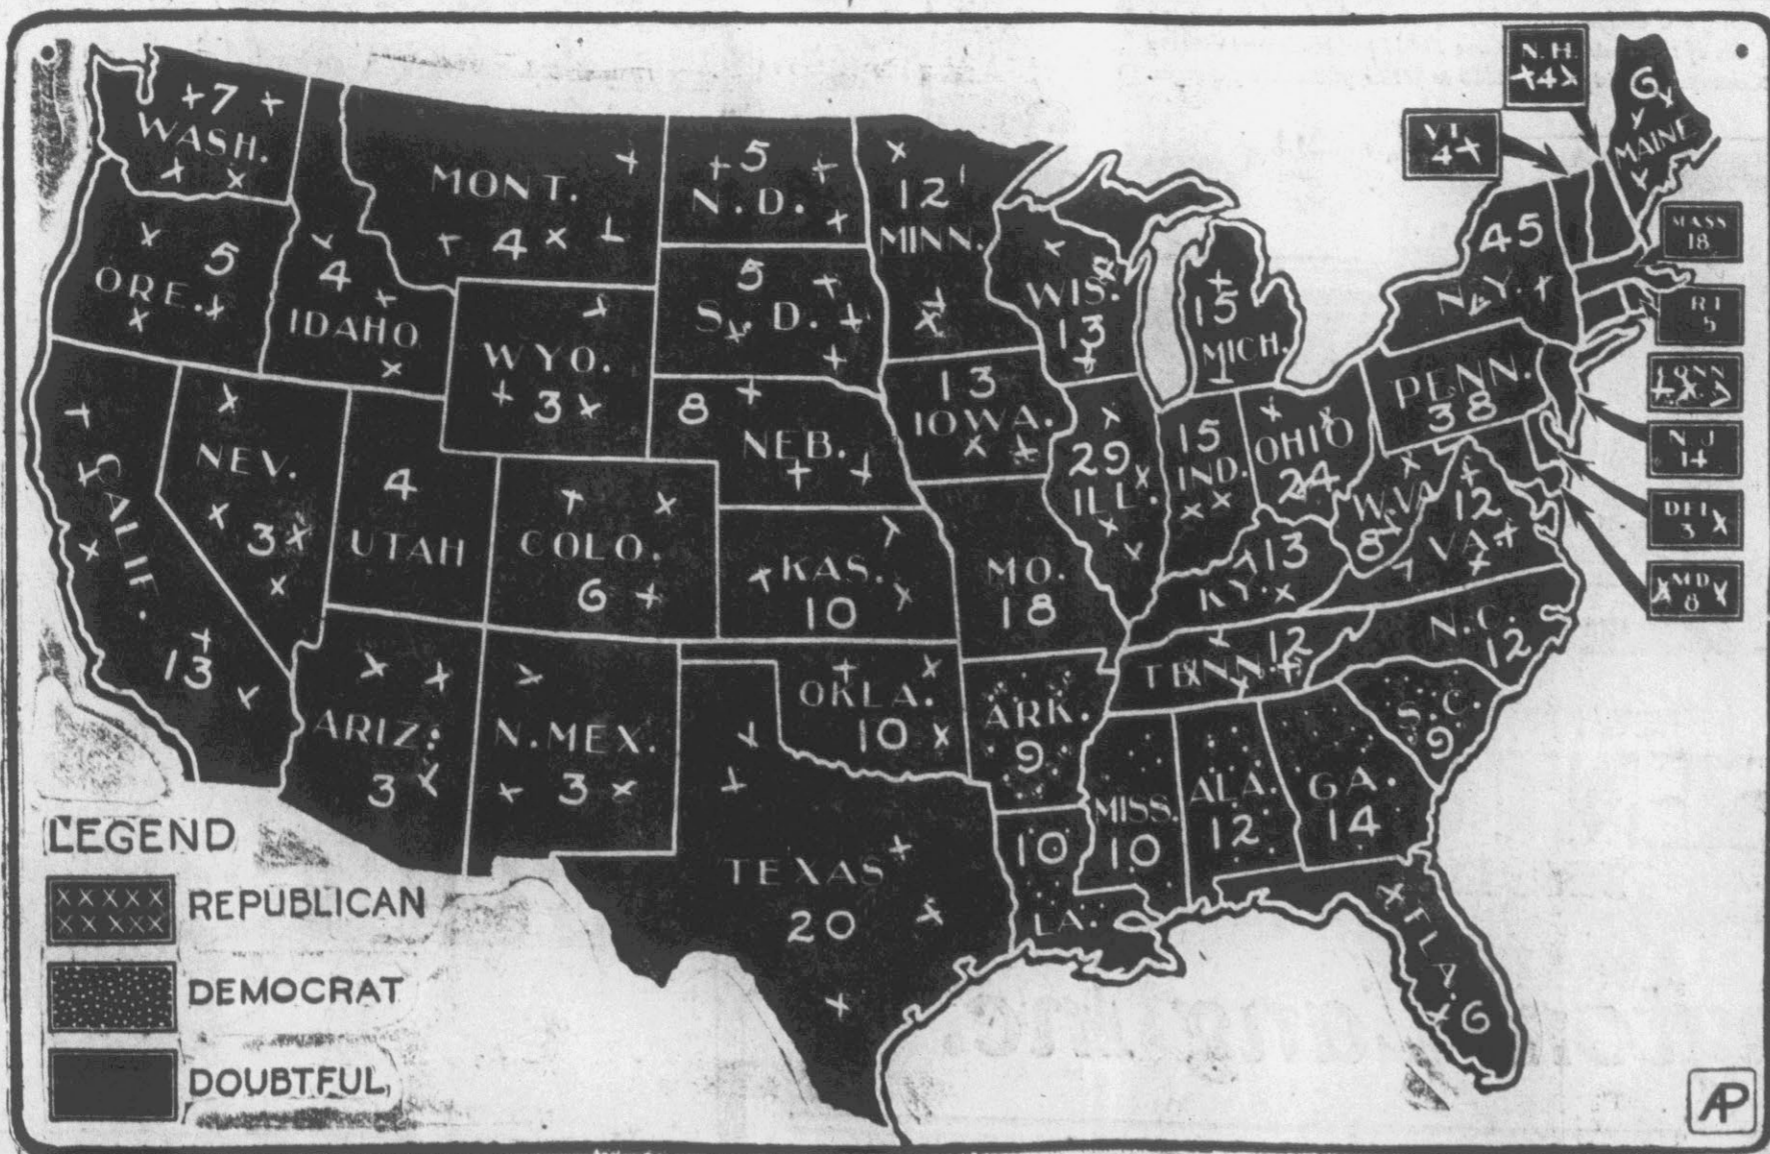 N.H.
4
6
MAINE
VT.
4
7
WASH.
MONT.
4
5
N.D.
12
MINN.
45
N.Y.
MASS
18
5
ORE.
4
IDAHO
5
S. D.
WIS.
13
15
MICH.
R I
5
WYO.
3
13
IOWA.
PENN.
38
CONN
8
NEB.
29
ILL.
15
IND.
OHIO
24
N J
14
NEV.
3
4
UTAH
COLO.
6
KAS.
10
MO.
18
13
KY.
W.VA
8
12
VA.
DEL
3
MD
8
CALIF.
13
12
TENN.
N.C.
12
ARIZ.
3
N.MEX.
3
OKLA.
10
ARK.
9
S.C.
9
MISS.
10
ALA.
12
GA.
14
TEXAS
20
10
LA.
FLA.
6
LEGEND
REPUBLICAN
DEMOCRAT
DOUBTFUL
AP